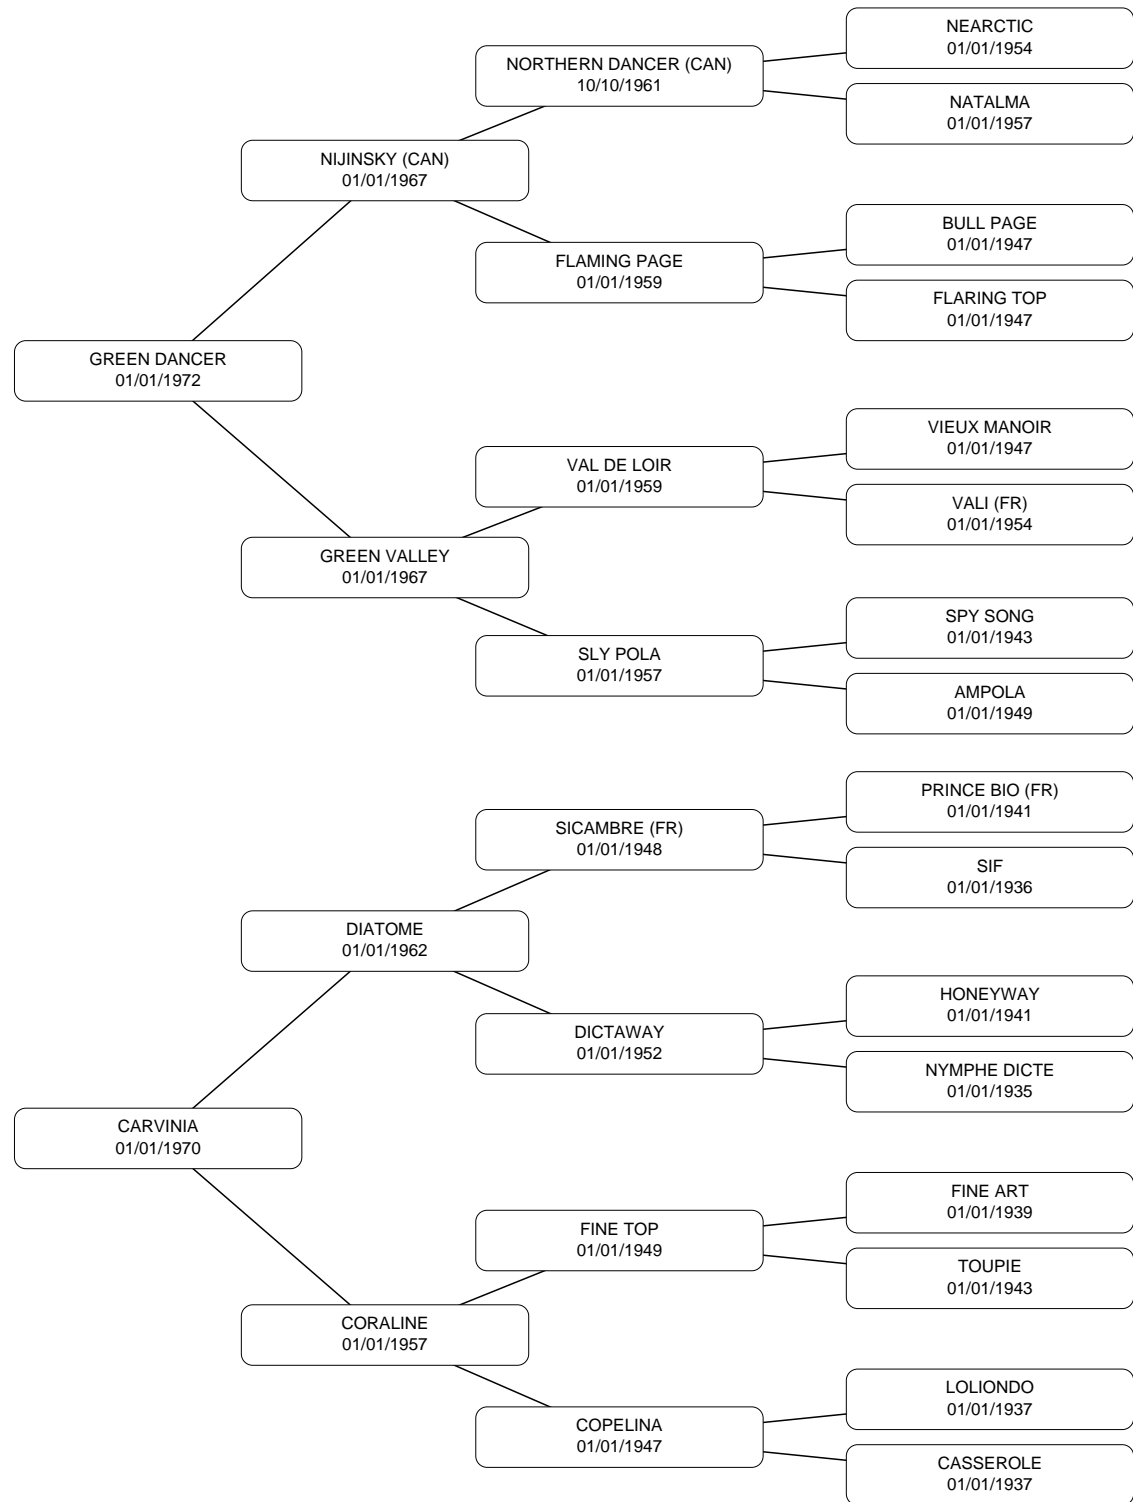 NEARCTIC
01/01/1954
NORTHERN DANCER (CAN)
10/10/1961
NATALMA
01/01/1957
NIJINSKY (CAN)
01/01/1967
BULL PAGE
01/01/1947
FLAMING PAGE
01/01/1959
FLARING TOP
01/01/1947
GREEN DANCER
01/01/1972
VIEUX MANOIR
01/01/1947
VAL DE LOIR
01/01/1959
VALI (FR)
01/01/1954
GREEN VALLEY
01/01/1967
SPY SONG
01/01/1943
SLY POLA
01/01/1957
AMPOLA
01/01/1949
PRINCE BIO (FR)
01/01/1941
SICAMBRE (FR)
01/01/1948
SIF
01/01/1936
DIATOME
01/01/1962
HONEYWAY
01/01/1941
DICTAWAY
01/01/1952
NYMPHE DICTE
01/01/1935
CARVINIA
01/01/1970
FINE ART
01/01/1939
FINE TOP
01/01/1949
TOUPIE
01/01/1943
CORALINE
01/01/1957
LOLIONDO
01/01/1937
COPELINA
01/01/1947
CASSEROLE
01/01/1937